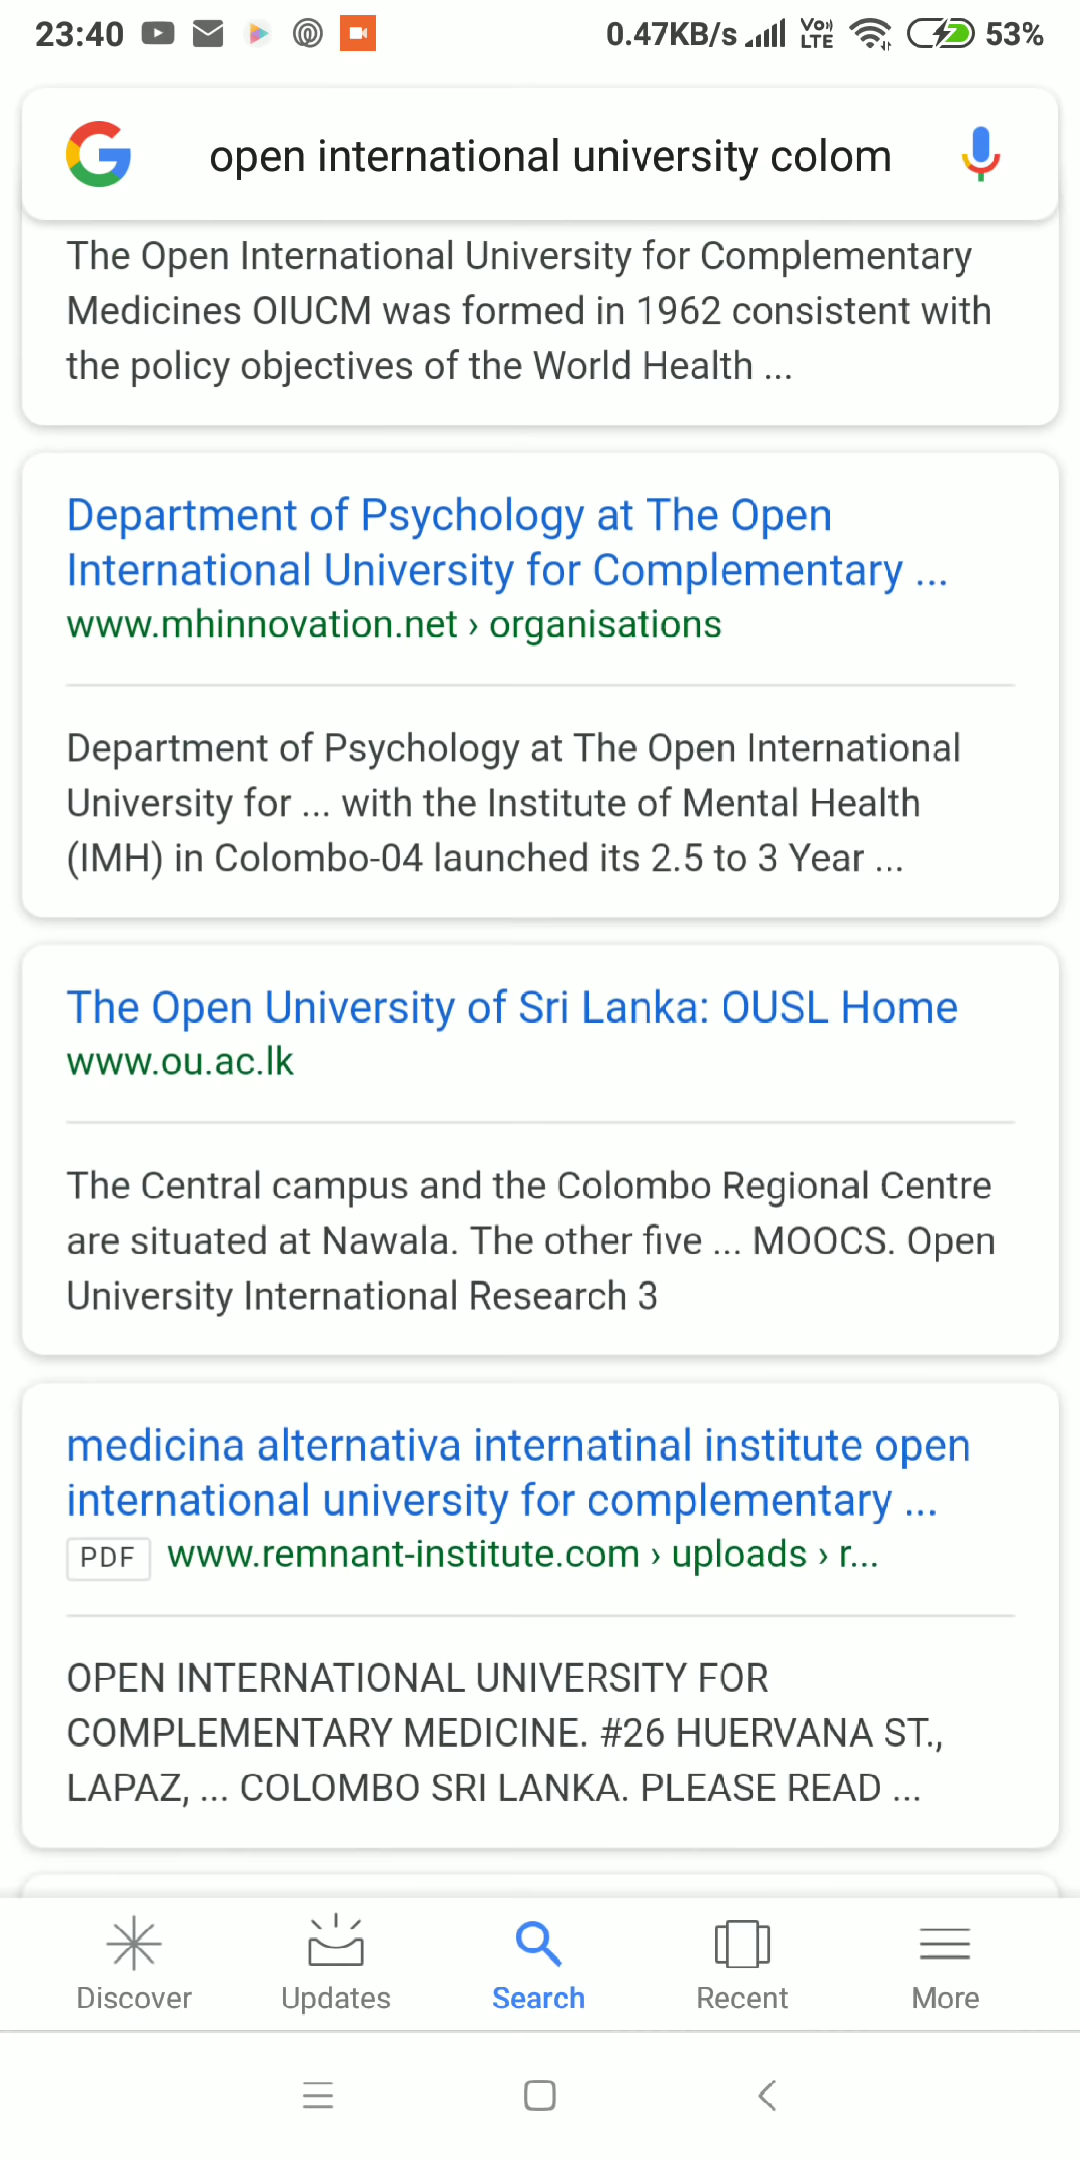 23:40 0.47KB/s Vo)) LTE 53%
open international university colom
The Open International University for Complementary
Medicines OIUCM was formed in 1962 consistent with
the policy objectives of the World Health ...
Department of Psychology at The Open
International University for Complementary ...
www.mhinnovation.net › organisations
Department of Psychology at The Open International
University for ... with the Institute of Mental Health
(IMH) in Colombo-04 launched its 2.5 to 3 Year ...
The Open University of Sri Lanka: OUSL Home
www.ou.ac.lk
The Central campus and the Colombo Regional Centre
are situated at Nawala. The other five ... MOOCS. Open
University International Research 3
medicina alternativa internatinal institute open
international university for complementary ...
PDF www.remnant-institute.com › uploads › r...
OPEN INTERNATIONAL UNIVERSITY FOR
COMPLEMENTARY MEDICINE. #26 HUERVANA ST.,
LAPAZ, ... COLOMBO SRI LANKA. PLEASE READ ...
Discover Updates Search Recent More